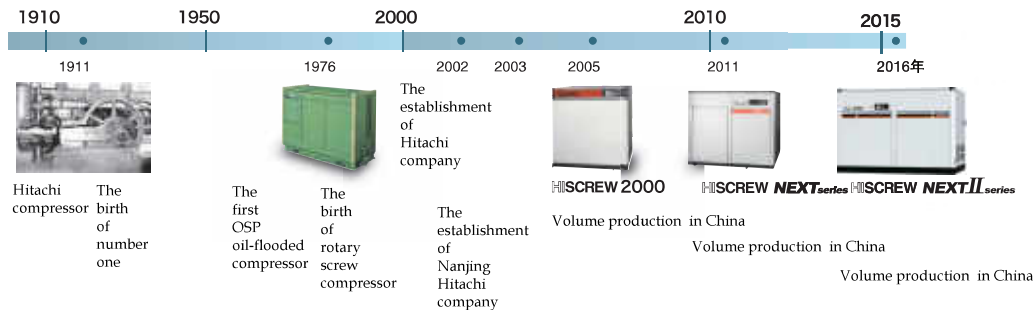 1910
1950
2000
2010
2015
1911
1976
2002
2003
2005
2011
2016年
The
establishment
of
Hitachi
company
HISCREW 2000
HISCREW NEXT series
HISCREW NEXT II series
Hitachi
compressor
The
birth
of
number
one
The
first
OSP
oil-flooded
compressor
The
birth
of
rotary
screw
compressor
The
establishment
of
Nanjing
Hitachi
company
Volume production in China
Volume production in China
Volume production in China